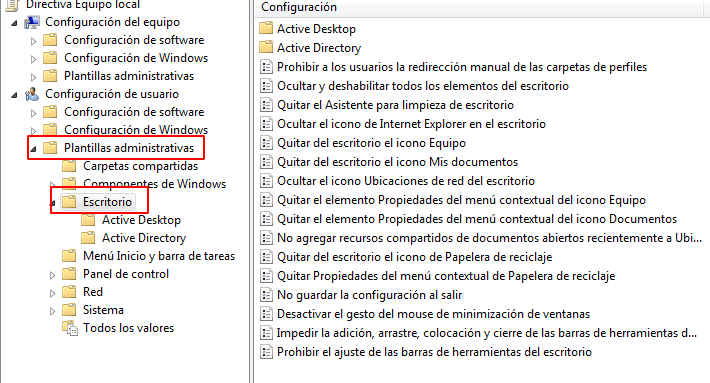 Directiva Equipo local
Configuración del equipo
Configuración de software
Configuración de Windows
Plantillas administrativas
Configuración de usuario
Configuración de software
Configuración de Windows
Plantillas administrativas
Carpetas compartidas
Componentes de Windows
Escritorio
Active Desktop
Active Directory
Menú Inicio y barra de tareas
Panel de control
Red
Sistema
Todos los valores
Configuración
Active Desktop
Active Directory
Prohibir a los usuarios la redirección manual de las carpetas de perfiles
Ocultar y deshabilitar todos los elementos del escritorio
Quitar el Asistente para limpieza de escritorio
Ocultar el icono de Internet Explorer en el escritorio
Quitar del escritorio el icono Equipo
Quitar del escritorio el icono Mis documentos
Ocultar el icono Ubicaciones de red del escritorio
Quitar el elemento Propiedades del menú contextual del icono Equipo
Quitar el elemento Propiedades del menú contextual del icono Documentos
No agregar recursos compartidos de documentos abiertos recientemente a Ubi...
Quitar del escritorio el icono de Papelera de reciclaje
Quitar Propiedades del menú contextual de Papelera de reciclaje
No guardar la configuración al salir
Desactivar el gesto del mouse de minimización de ventanas
Impedir la adición, arrastre, colocación y cierre de las barras de herramientas d...
Prohibir el ajuste de las barras de herramientas del escritorio